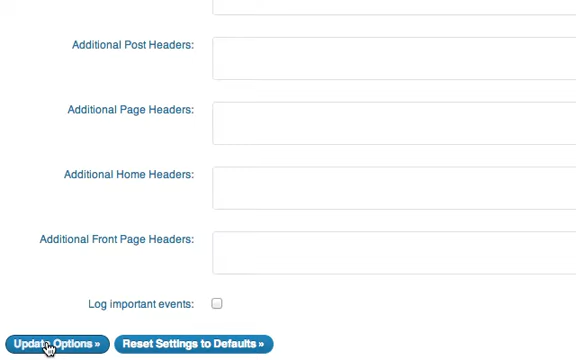 Additional Post Headers:
Additional Page Headers:
Additional Home Headers:
Additional Front Page Headers:
Log important events:
Update Options » Reset Settings to Defaults »